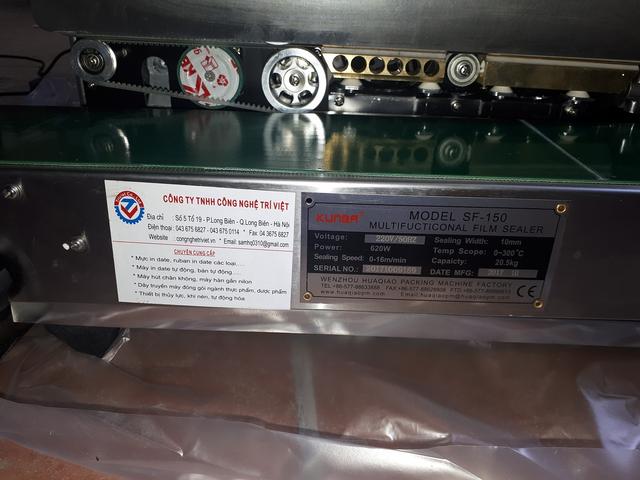 CÔNG TY TNHH CÔNG NGHỆ TRÍ VIỆT
Địa chỉ : Số 5 Tổ 19 - P.Long Biên - Q.Long Biên - Hà Nội
Điện thoại : 043 675 6827 - 043 675 0114 * Fax : 04 3675 6827
Website : congnghetriviet.vn * Email: samhq0310@gmail.com
CHUYÊN CUNG CẤP
- Mực in date, ruban in date các loại....
- Máy in date tự động, bán tự động....
- Máy hút chân không, máy hàn gắn nilon
- Dây truyền máy đóng gói ngành thực phẩm, dược phẩm
- Thiết bị thủy lực, khí nén, tự động hóa
KUNBA
MODEL SF-150
MULTIFUCTIONAL FILM SEALER
Voltage: 220V/50HZ Sealing Width: 10mm
Power: 620W Temp Scope: 0-300°C
Sealing Speed: 0-16m/min Capacity: 20.5kg
SERIAL NO.: 20171009169 DATE MFG: 2017 10
WENZHOU HUAQIAO PACKING MACHINE FACTORY
CE